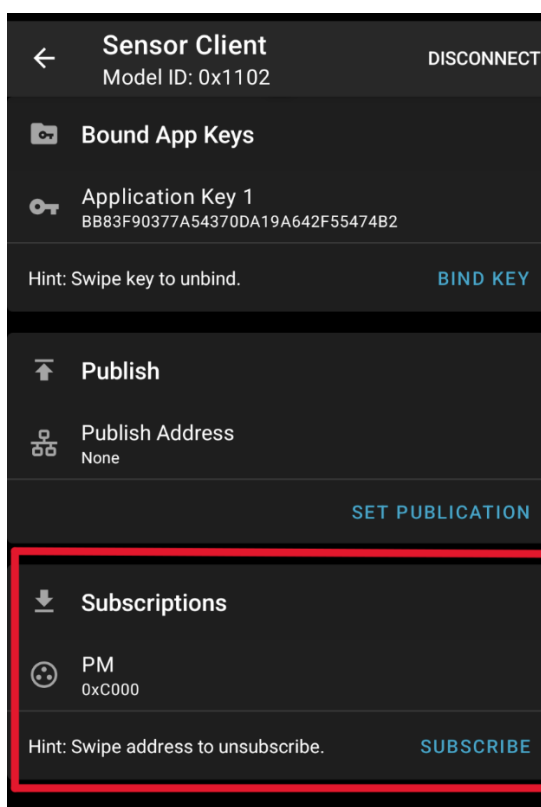 Sensor Client
Model ID: 0x1102
DISCONNECT
Bound App Keys
Application Key 1
BB83F90377A54370DA19A642F55474B2
Hint: Swipe key to unbind.
BIND KEY
Publish
Publish Address
None
SET PUBLICATION
Subscriptions
PM
0xC000
Hint: Swipe address to unsubscribe.
SUBSCRIBE